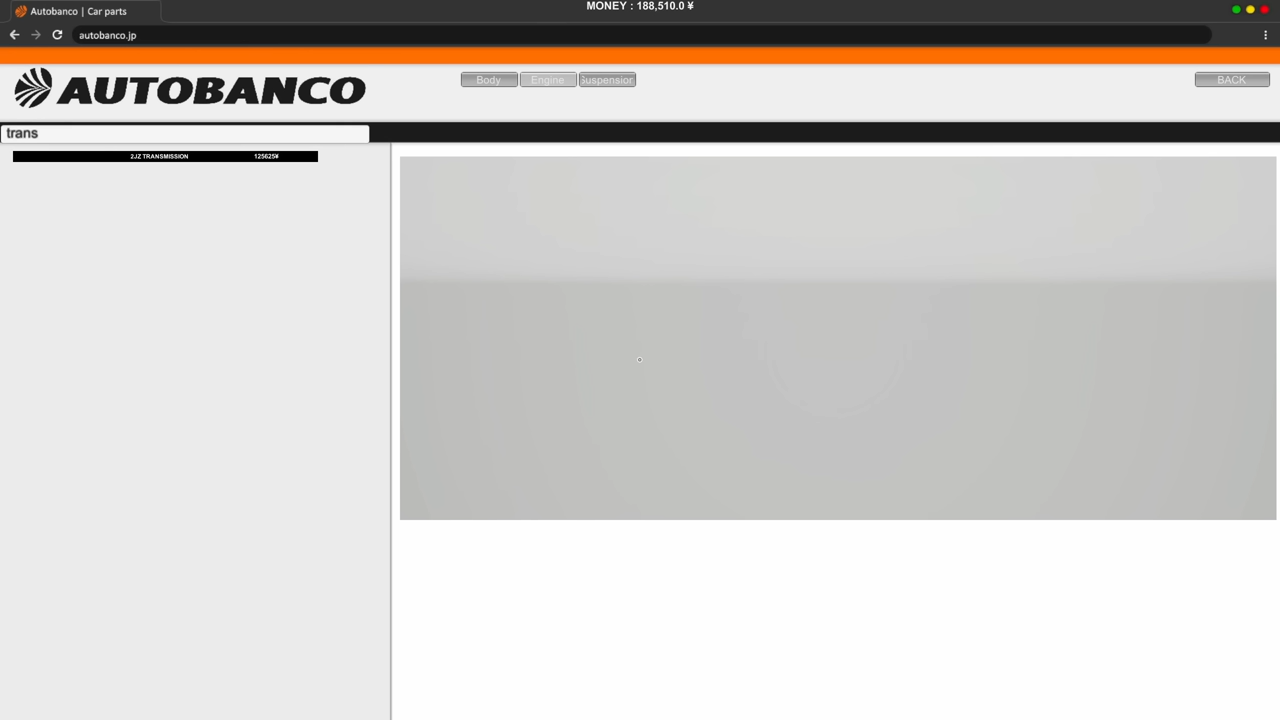 MONEY : 188,510.0 ¥
Autobanco | Car parts
autobanco.jp
AUTOBANCO
Body
Engine
Suspension
BACK
trans
2JZ TRANSMISSION 125625¥